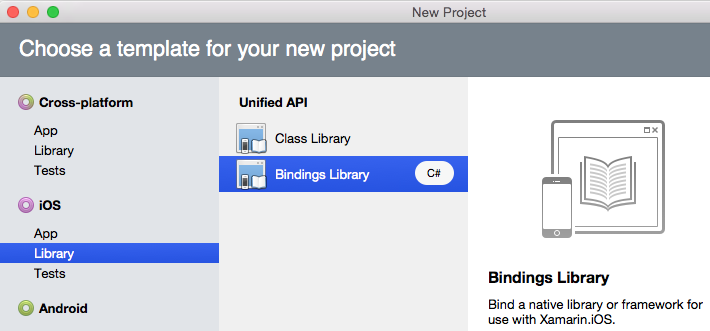 New Project
Choose a template for your new project
Cross-platform
App
Library
Tests
iOS
App
Library
Tests
Android
Unified API
Class Library
Bindings Library C#
Bindings Library
Bind a native library or framework for
use with Xamarin.iOS.